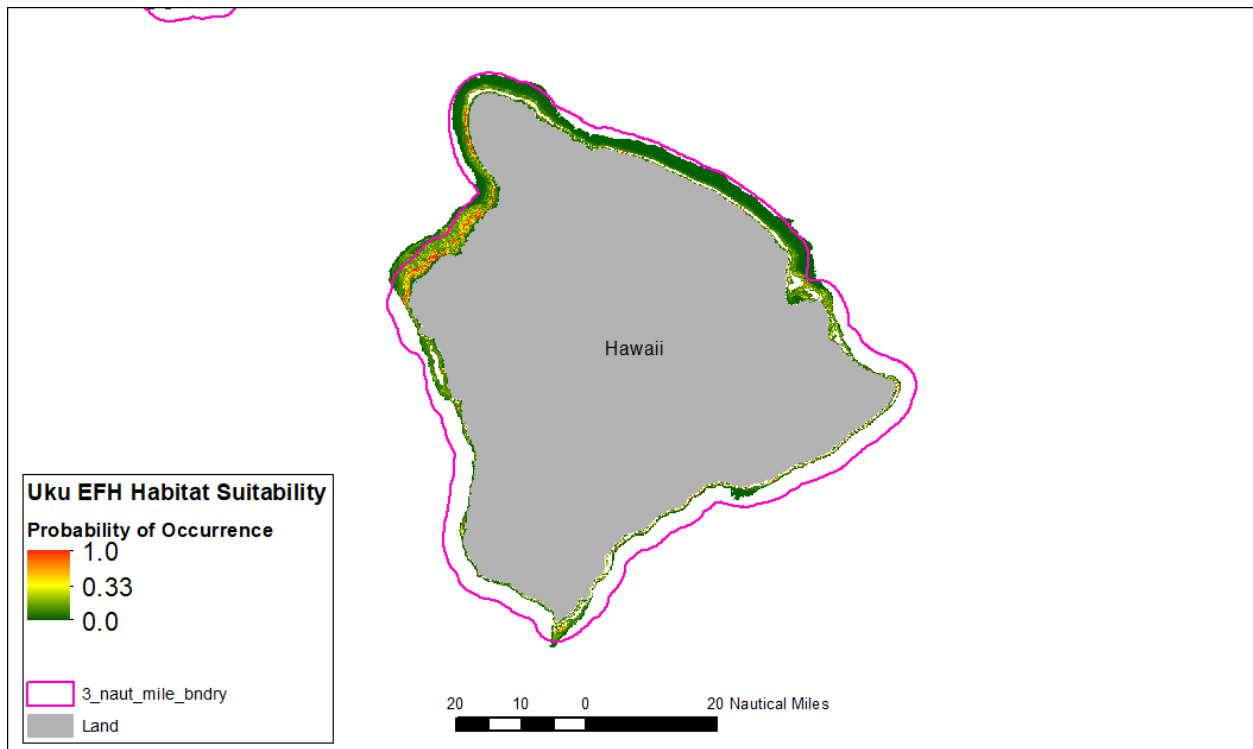 Hawaii
Uku EFH Habitat Suitability
Probability of Occurrence
1.0
0.33
0.0
3_naut_mile_bndry
Land
20 10 0 20 Nautical Miles